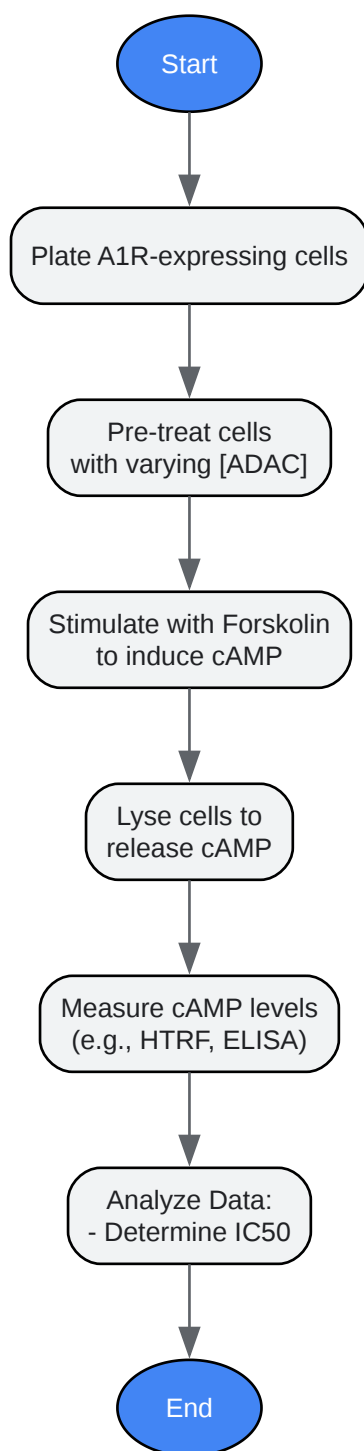 Start
Plate A1R-expressing cells
Pre-treat cells
with varying [ADAC]
Stimulate with Forskolin
to induce cAMP
Lyse cells to
release cAMP
Measure cAMP levels
(e.g., HTRF, ELISA)
Analyze Data:
- Determine IC50
End